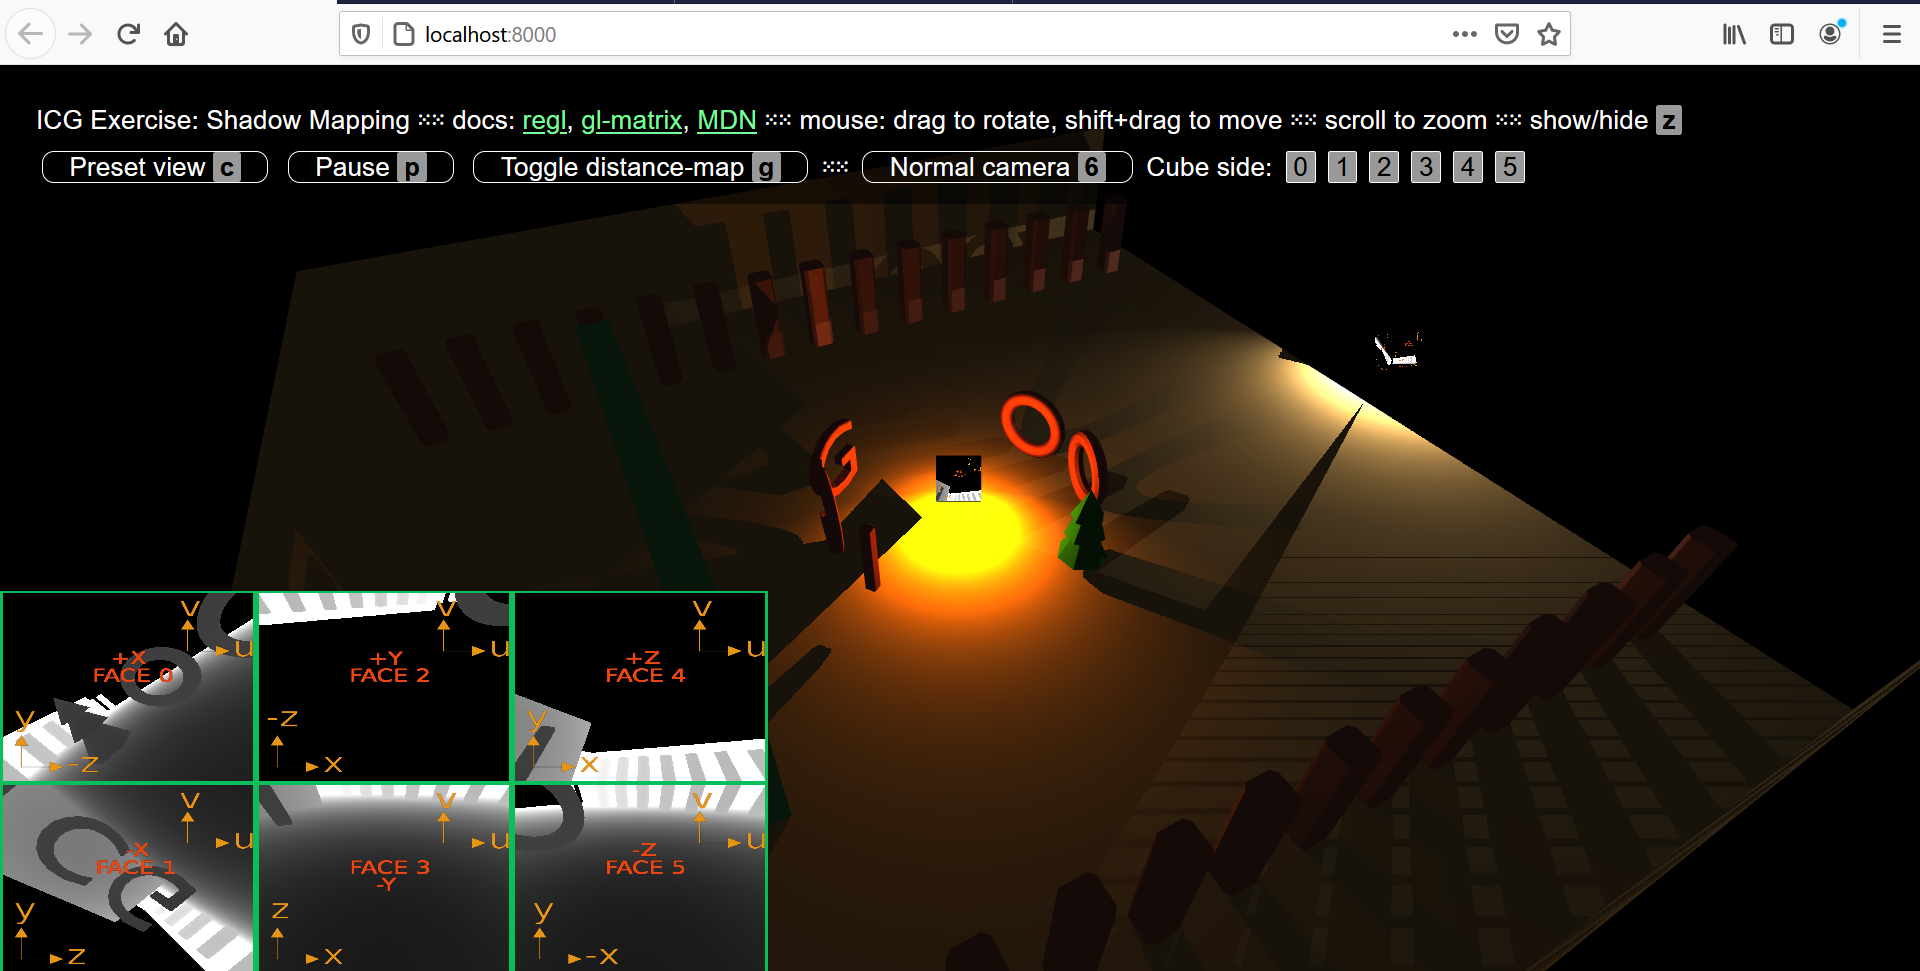 localhost:8000
ICG Exercise: Shadow Mapping ⁙⁙ docs: regl, gl-matrix, MDN ⁙⁙ mouse: drag to rotate, shift+drag to move ⁙⁙ scroll to zoom ⁙⁙ show/hide z
Preset view c Pause p Toggle distance-map g ⁙⁙ Normal camera 6 Cube side: 0 1 2 3 4 5
v
u
+X
FACE 0
y
-z
v
u
+Y
FACE 2
-z
x
v
u
+Z
FACE 4
y
x
v
u
-X
FACE 1
y
z
v
u
FACE 3
-Y
z
x
v
u
-Z
FACE 5
y
-x